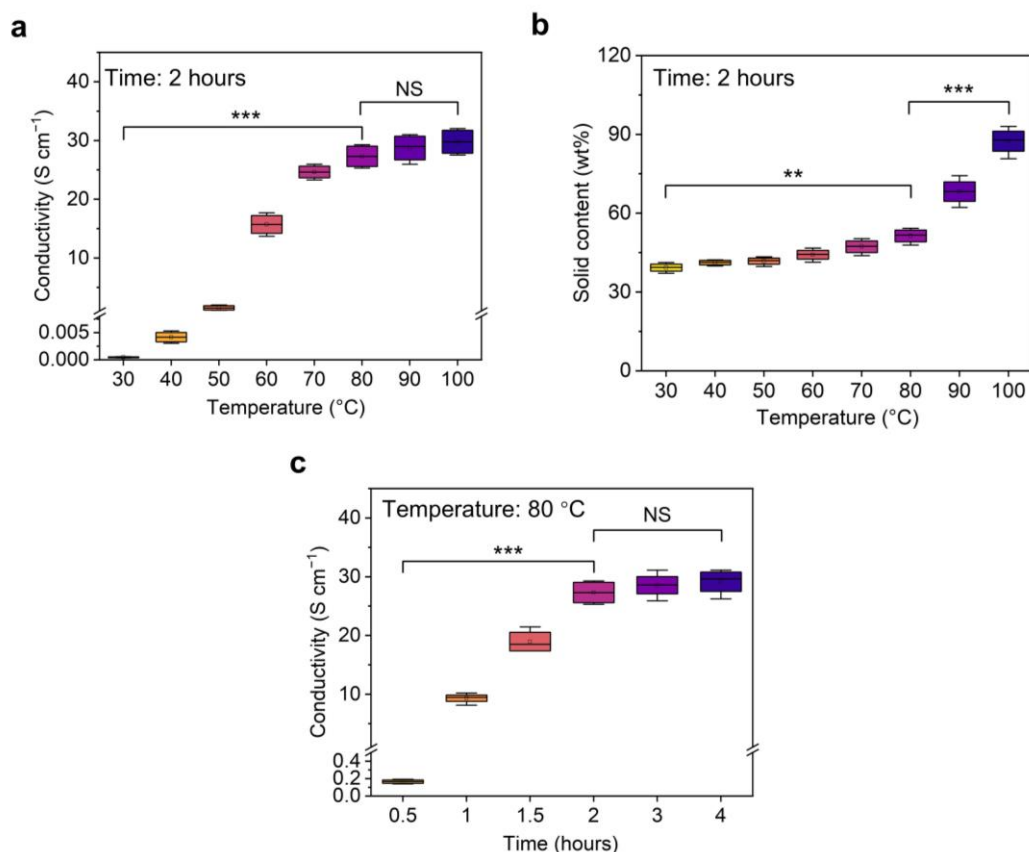 a
Time: 2 hours
***
NS
Conductivity (S cm⁻¹)
40
30
20
10
0.005
0.000
30 40 50 60 70 80 90 100
Temperature (°C)
b
Time: 2 hours
**
***
Solid content (wt%)
120
90
60
30
0
30 40 50 60 70 80 90 100
Temperature (°C)
c
Temperature: 80 °C
***
NS
Conductivity (S cm⁻¹)
40
30
20
10
0.4
0.2
0.0
0.5 1 1.5 2 3 4
Time (hours)